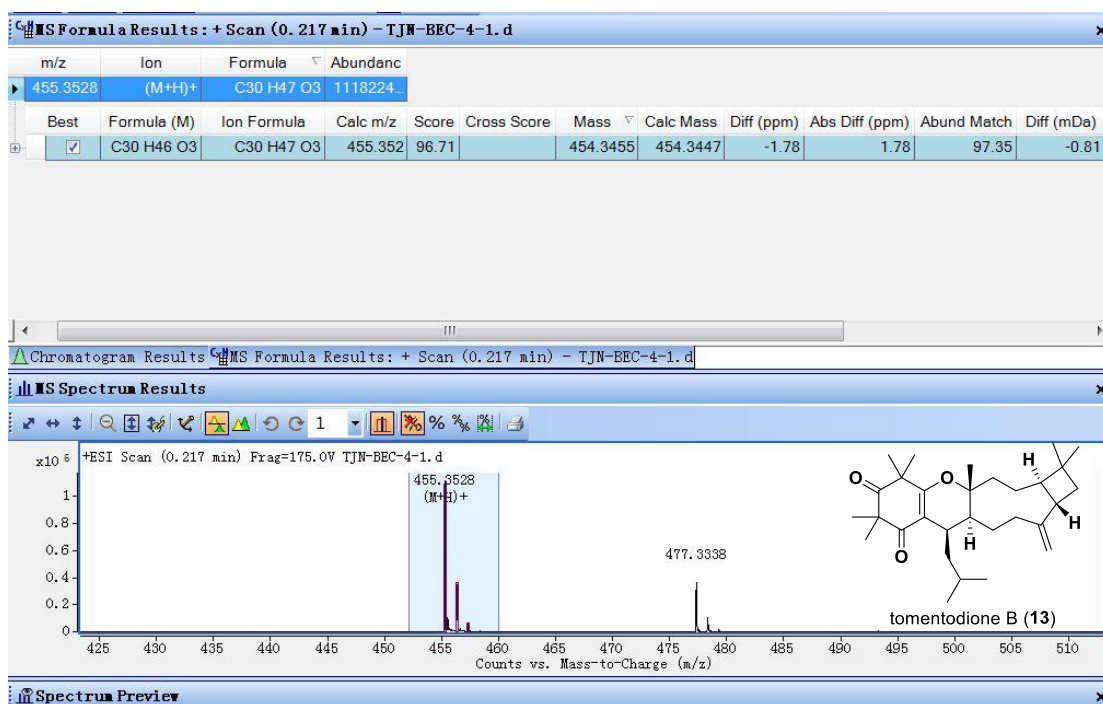 MS Formula Results: + Scan (0.217 min) - TJN-BEC-4-1.d
m/z Ion Formula Abundanc
455.3528 (M+H)+ C30 H47 O3 1118224...
Best Formula (M) Ion Formula Calc m/z Score Cross Score Mass Calc Mass Diff (ppm) Abs Diff (ppm) Abund Match Diff (mDa)
C30 H46 O3 C30 H47 O3 455.352 96.71 454.3455 454.3447 -1.78 1.78 97.35 -0.81
Chromatogram Results MS Formula Results: + Scan (0.217 min) - TJN-BEC-4-1.d
MS Spectrum Results
1 % %
x10 6 +ESI Scan (0.217 min) Frag=175.0V TJN-BEC-4-1.d
455.3528
(M+H)+
477.3338
1
0.8
0.6
0.4
0.2
0
O O H
H
H
O
tomentodione B (13)
425 430 435 440 445 450 455 460 465 470 475 480 485 490 495 500 505 510
Counts vs. Mass-to-Charge (m/z)
Spectrum Preview